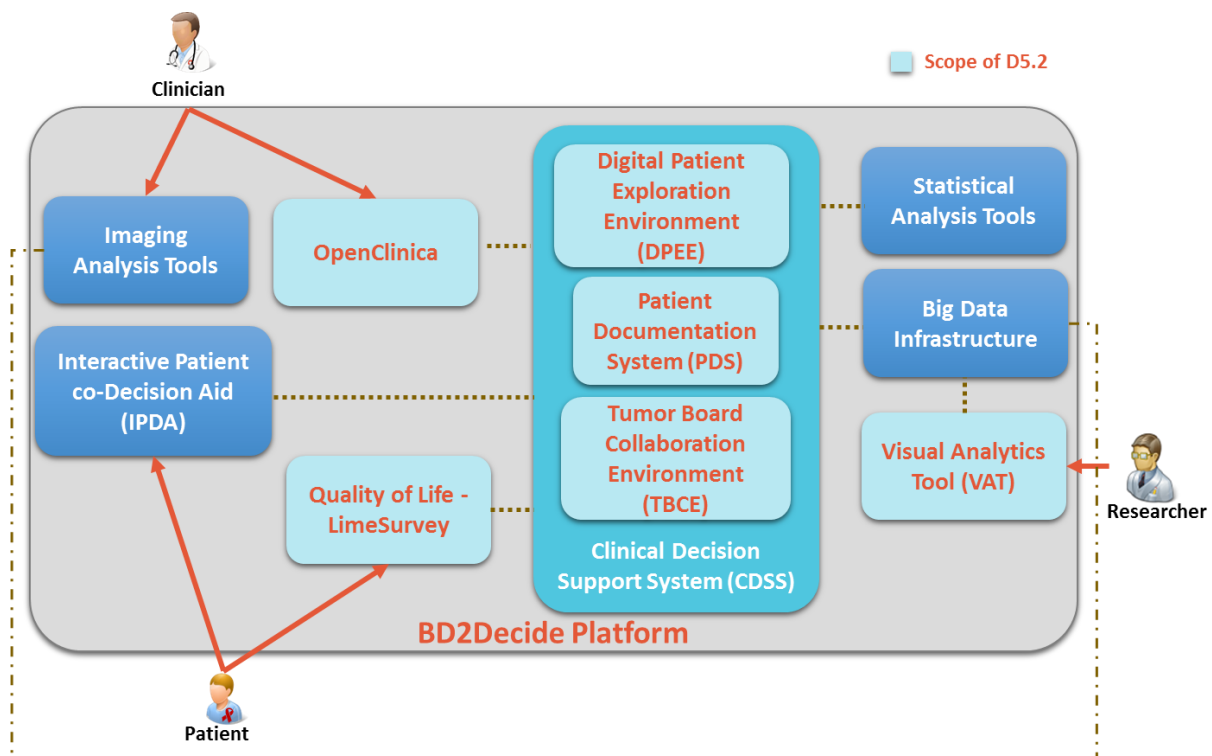 Clinician
Scope of D5.2
Imaging
Analysis Tools
OpenClinica
Digital Patient
Exploration
Environment
(DPEE)
Statistical
Analysis Tools
Patient
Documentation
System (PDS)
Big Data
Infrastructure
Interactive Patient
co-Decision Aid
(IPDA)
Tumor Board
Collaboration
Environment
(TBCE)
Visual Analytics
Tool (VAT)
Researcher
Quality of Life -
LimeSurvey
Clinical Decision
Support System (CDSS)
BD2Decide Platform
Patient